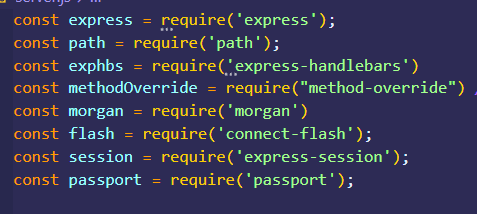 const express = require('express');
const path = require('path');
const exphbs = require('express-handlebars')
const methodOverride = require("method-override")
const morgan = require('morgan')
const flash = require('connect-flash');
const session = require('express-session');
const passport = require('passport');